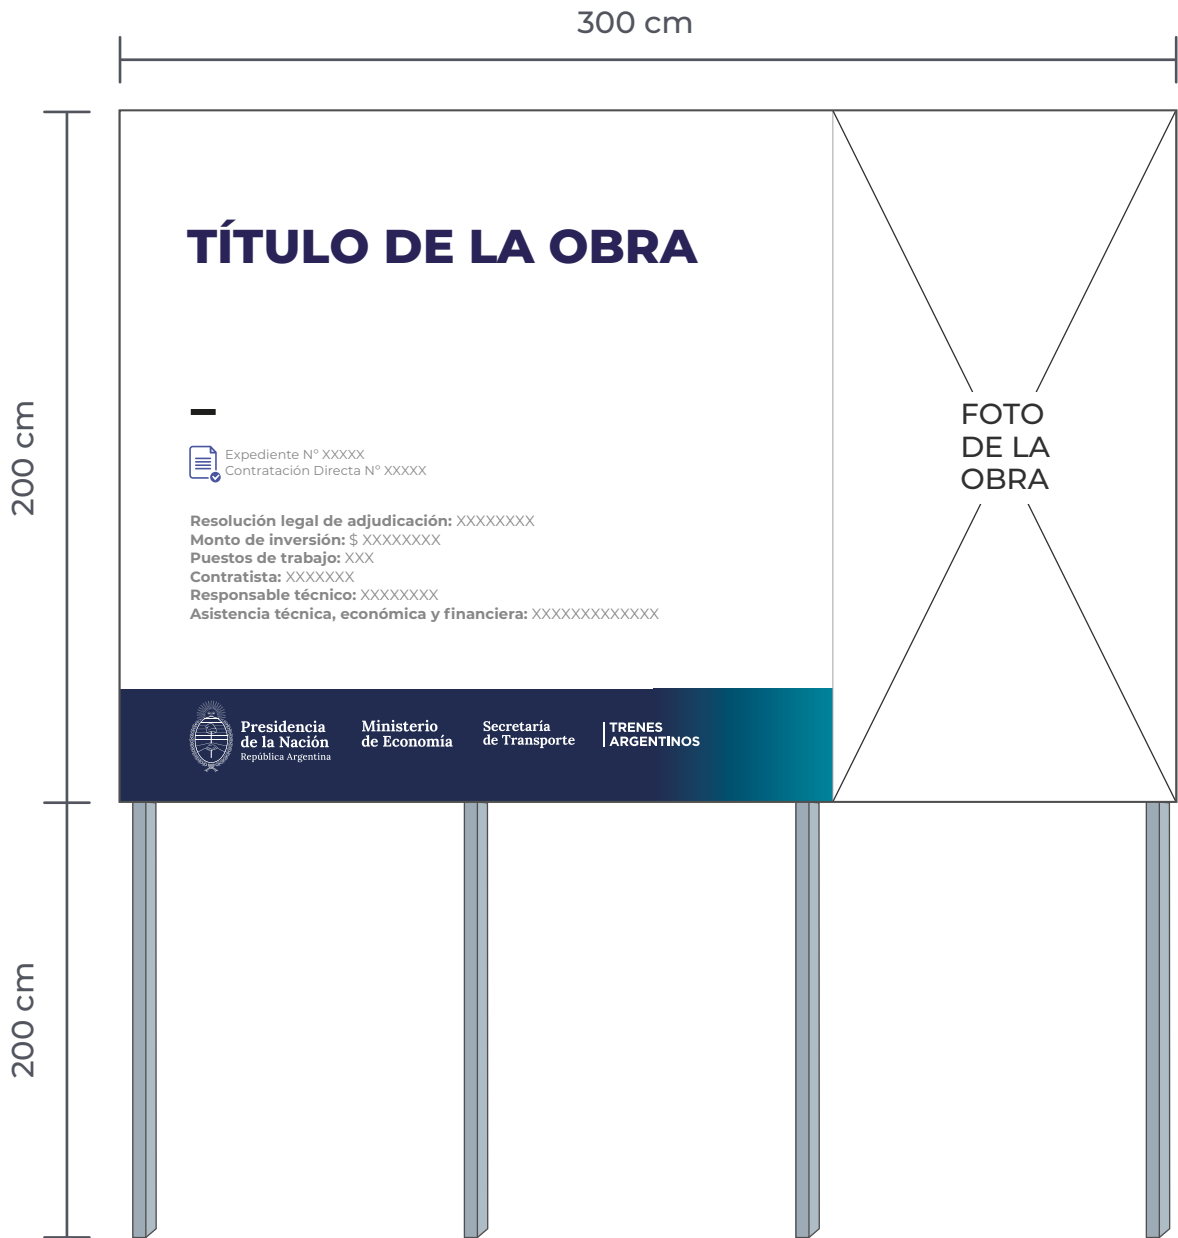 300 cm
200 cm
TÍTULO DE LA OBRA
FOTO
DE LA
OBRA
Expediente N° XXXXX
Contratación Directa N° XXXXX
Resolución legal de adjudicación: XXXXXXXX
Monto de inversión: $ XXXXXXXX
Puestos de trabajo: XXX
Contratista: XXXXXXX
Responsable técnico: XXXXXXXX
Asistencia técnica, económica y financiera: XXXXXXXXXXXXX
Presidencia
de la Nación
República Argentina
Ministerio
de Economía
Secretaría
de Transporte
TRENES
ARGENTINOS
200 cm